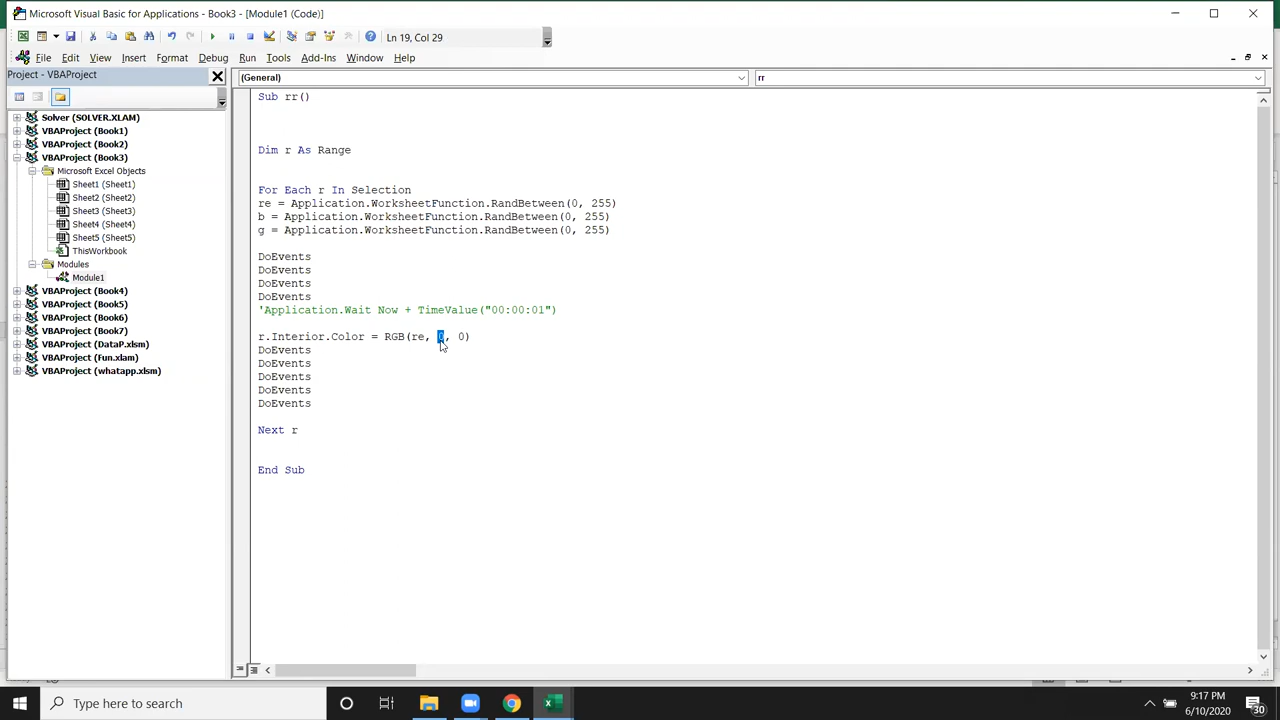 Microsoft Visual Basic for Applications - Book3 - [Module1 (Code)]
File Edit View Insert Format Debug Run Tools Add-Ins Window Help
Ln 19, Col 29
Project - VBAProject
Solver (SOLVER.XLAM)
VBAProject (Book1)
VBAProject (Book2)
VBAProject (Book3)
Microsoft Excel Objects
Sheet1 (Sheet1)
Sheet2 (Sheet2)
Sheet3 (Sheet3)
Sheet4 (Sheet4)
Sheet5 (Sheet5)
ThisWorkbook
Modules
Module1
VBAProject (Book4)
VBAProject (Book5)
VBAProject (Book6)
VBAProject (Book7)
VBAProject (DataP.xlsm)
VBAProject (Fun.xlam)
VBAProject (whatapp.xlsm)
(General)
rr
Sub rr()
Dim r As Range
For Each r In Selection
re = Application.WorksheetFunction.RandBetween(0, 255)
b = Application.WorksheetFunction.RandBetween(0, 255)
g = Application.WorksheetFunction.RandBetween(0, 255)
DoEvents
DoEvents
DoEvents
DoEvents
'Application.Wait Now + TimeValue("00:00:01")
r.Interior.Color = RGB(re, 0, 0)
DoEvents
DoEvents
DoEvents
DoEvents
DoEvents
Next r
End Sub
Type here to search
9:17 PM
6/10/2020
30